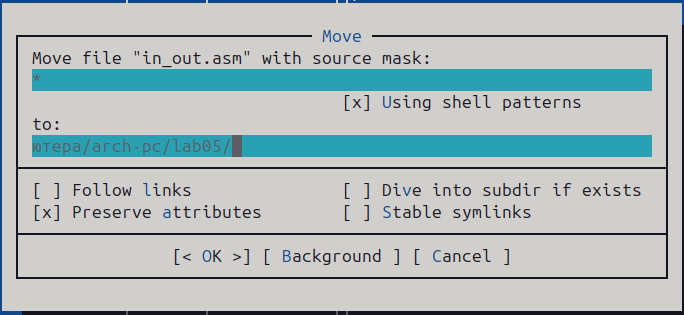 Move
Move file "in_out.asm" with source mask:
*
[x] Using shell patterns
to:
ютера/arch-pc/lab05/
[ ] Follow links [ ] Dive into subdir if exists
[x] Preserve attributes [ ] Stable symlinks
[< OK >] [ Background ] [ Cancel ]